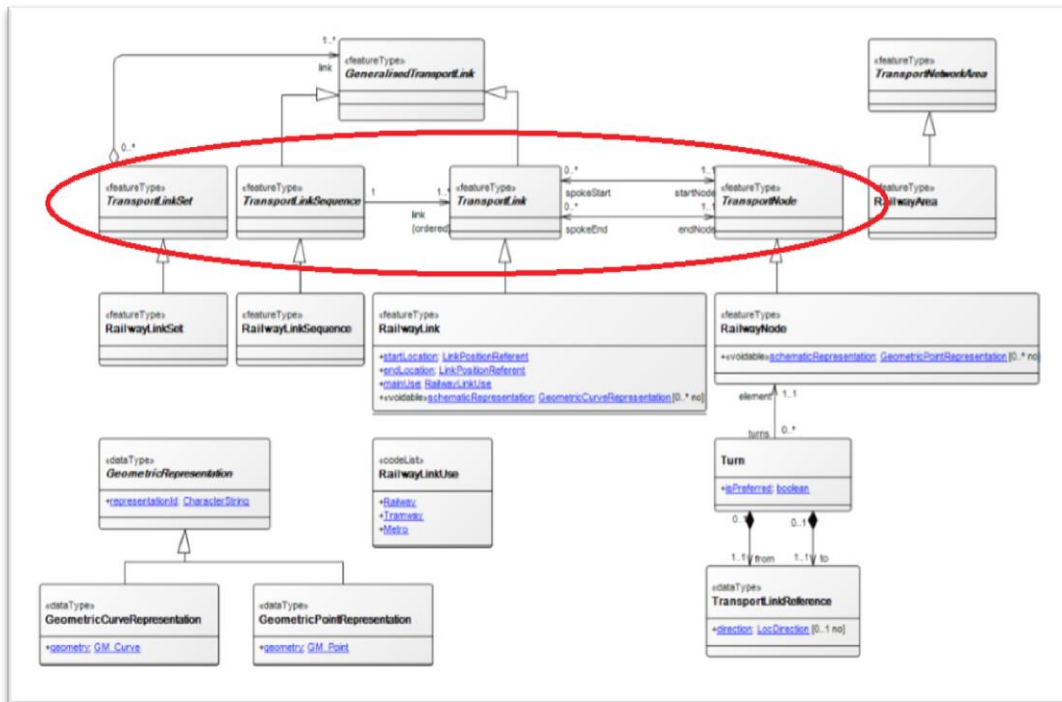 «featureType»
GeneralisedTransportLink
«featureType»
TransportNetworkArea
1..*
link
0..*
«featureType»
TransportLinkSet
«featureType»
TransportLinkSequence
1
1..*
link
{ordered}
«featureType»
TransportLink
0..*
spokeStart
1..1
startNode
0..*
spokeEnd
1..1
endNode
«featureType»
TransportNode
«featureType»
RailwayArea
«featureType»
RailwayLinkSet
«featureType»
RailwayLinkSequence
«featureType»
RailwayLink
+startLocation: LinkPositionReferent
+endLocation: LinkPositionReferent
+mainUse: RailwayLinkUse
+«voidable»schematicRepresentation: GeometricCurveRepresentation[0..* no]
«featureType»
RailwayNode
+«voidable»schematicRepresentation: GeometricPointRepresentation[0..* no]
element
1..1
turns
0..*
«dataType»
GeometricRepresentation
+representationId: CharacterString
«codeList»
RailwayLinkUse
+Railway
+Tramway
+Metro
Turn
+isPreferred: boolean
0..1
0..1
1..1
from
1..1
to
«dataType»
GeometricCurveRepresentation
+geometry: GM_Curve
«dataType»
GeometricPointRepresentation
+geometry: GM_Point
«dataType»
TransportLinkReference
+direction: LocDirection [0..1 no]